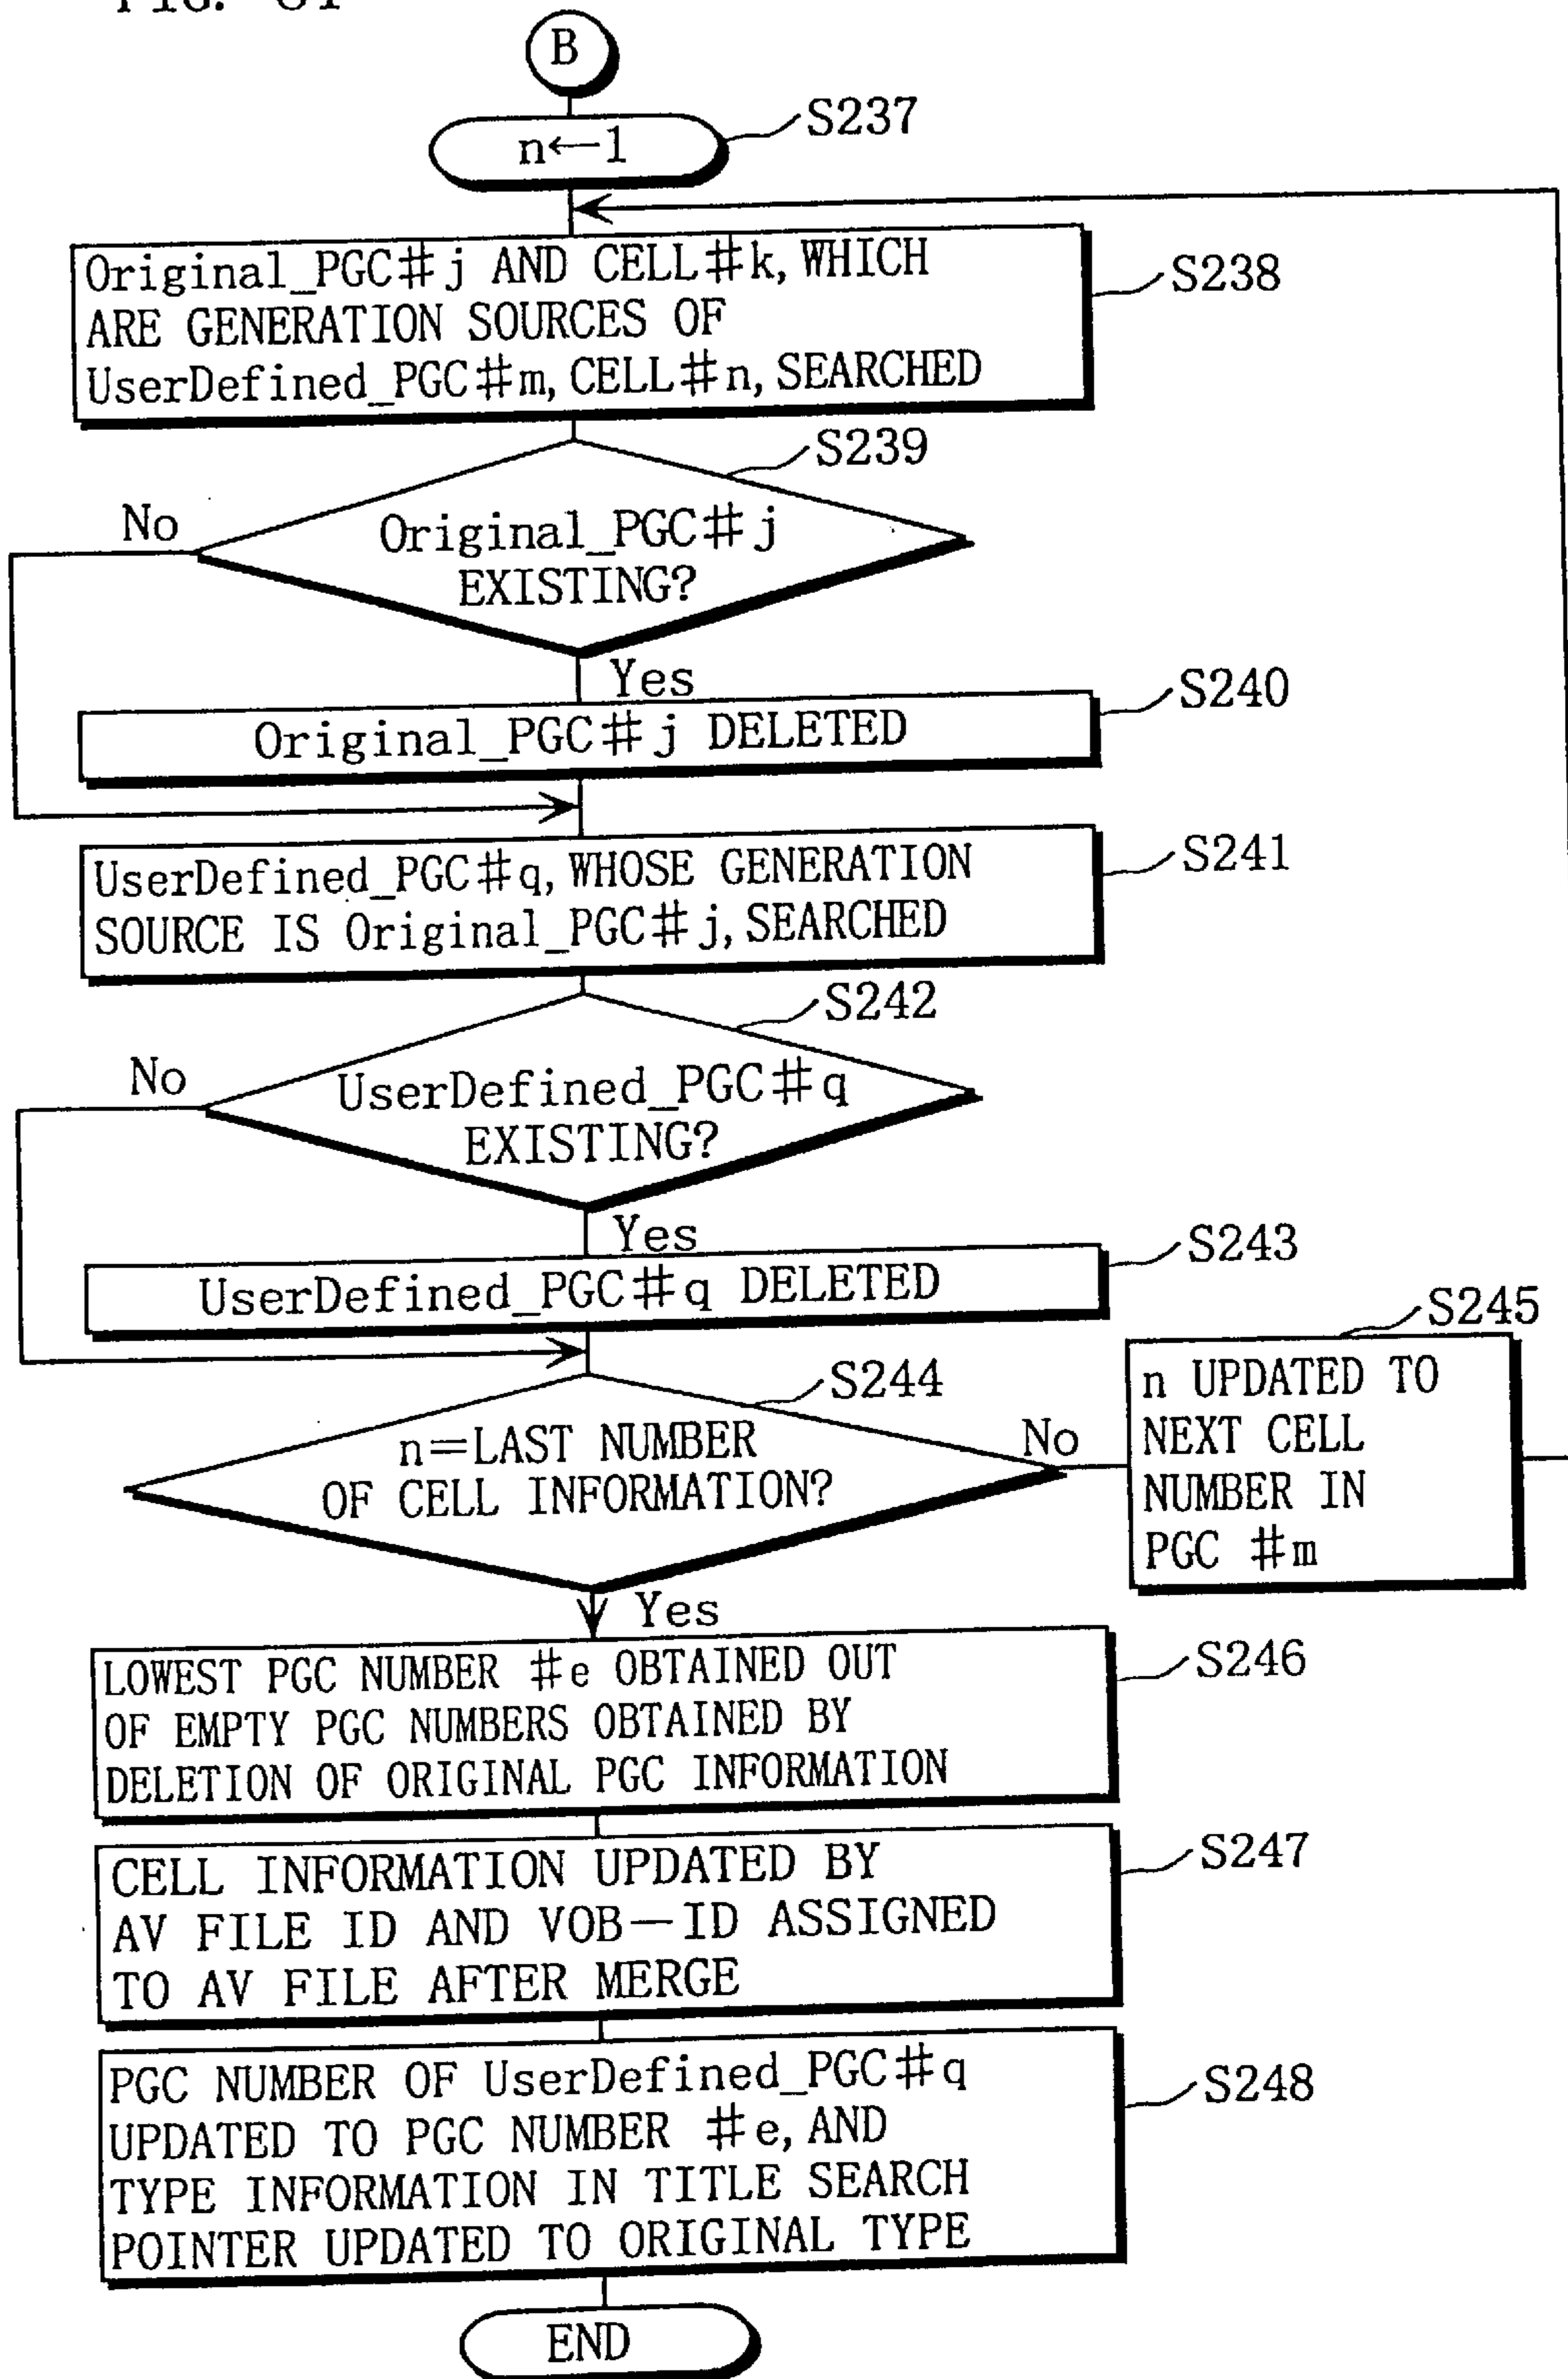 B
n←1
S237
Original_PGC#j AND CELL#k, WHICH
ARE GENERATION SOURCES OF
UserDefined_PGC#m, CELL#n, SEARCHED
S238
S239
No
Original_PGC#j
EXISTING?
Yes
S240
Original_PGC#j DELETED
UserDefined_PGC#q, WHOSE GENERATION
SOURCE IS Original_PGC#j, SEARCHED
S241
S242
No
UserDefined_PGC#q
EXISTING?
Yes
S243
UserDefined_PGC#q DELETED
S244
n=LAST NUMBER
OF CELL INFORMATION?
No
S245
n UPDATED TO
NEXT CELL
NUMBER IN
PGC #m
Yes
LOWEST PGC NUMBER #e OBTAINED OUT
OF EMPTY PGC NUMBERS OBTAINED BY
DELETION OF ORIGINAL PGC INFORMATION
S246
CELL INFORMATION UPDATED BY
AV FILE ID AND VOB-ID ASSIGNED
TO AV FILE AFTER MERGE
S247
PGC NUMBER OF UserDefined_PGC#q
UPDATED TO PGC NUMBER #e, AND
TYPE INFORMATION IN TITLE SEARCH
POINTER UPDATED TO ORIGINAL TYPE
S248
END